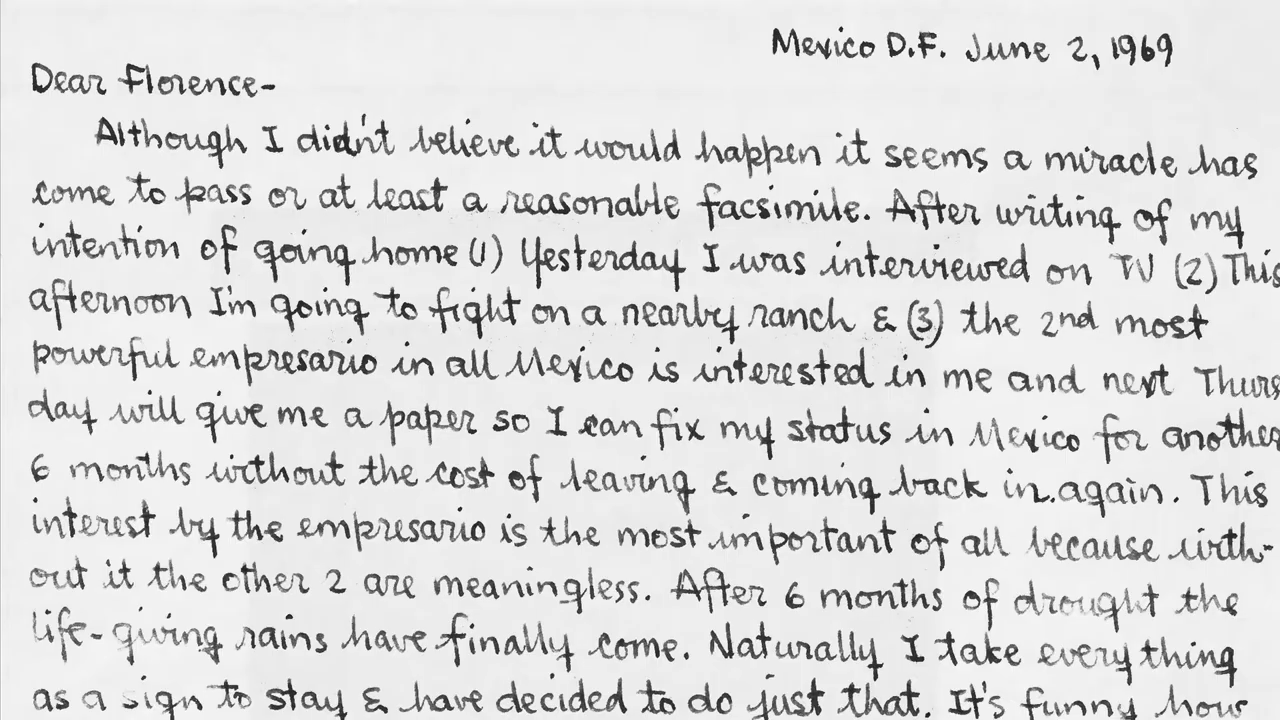 Mexico D.F. June 2, 1969
Dear Florence-
Although I didn't believe it would happen it seems a miracle has
come to pass or at least a reasonable facsimile. After writing of my
intention of going home (1) Yesterday I was interviewed on TV (2) This
afternoon I'm going to fight on a nearby ranch & (3) the 2nd most
powerful empresario in all Mexico is interested in me and next Thurs
day will give me a paper so I can fix my status in Mexico for another
6 months without the cost of leaving & coming back in again. This
interest by the empresario is the most important of all because with-
out it the other 2 are meaningless. After 6 months of drought the
life-giving rains have finally come. Naturally I take everything
as a sign to stay & have decided to do just that. It's funny how